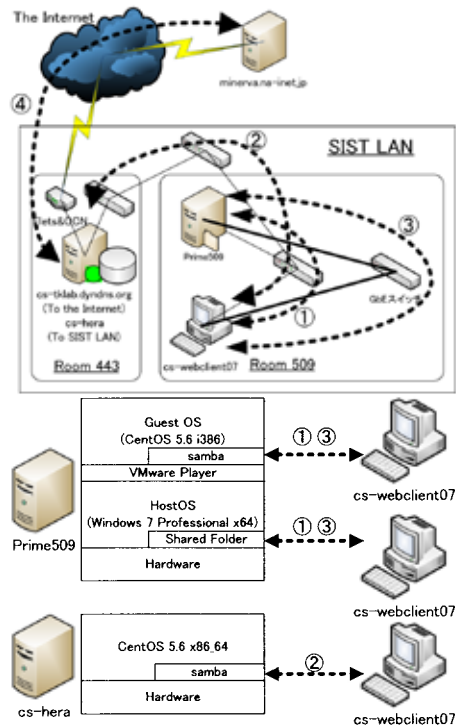 The Internet
minerva.na-inet.jp
④
SIST LAN
②
③
Prime509
①
GbEスイッチ
cs-tklab.dyndns.org
(To the Internet)
cs-hera
(To SIST LAN)
cs-webclient07
Room 443
Room 509
Guest OS
(CentOS 5.6 i386)
samba
① ③
VMware Player
cs-webclient07
HostOS
(Windows 7 Professional x64)
① ③
Shared Folder
Prime509
Hardware
cs-webclient07
CentOS 5.6 x86_64
②
samba
Hardware
cs-hera
cs-webclient07